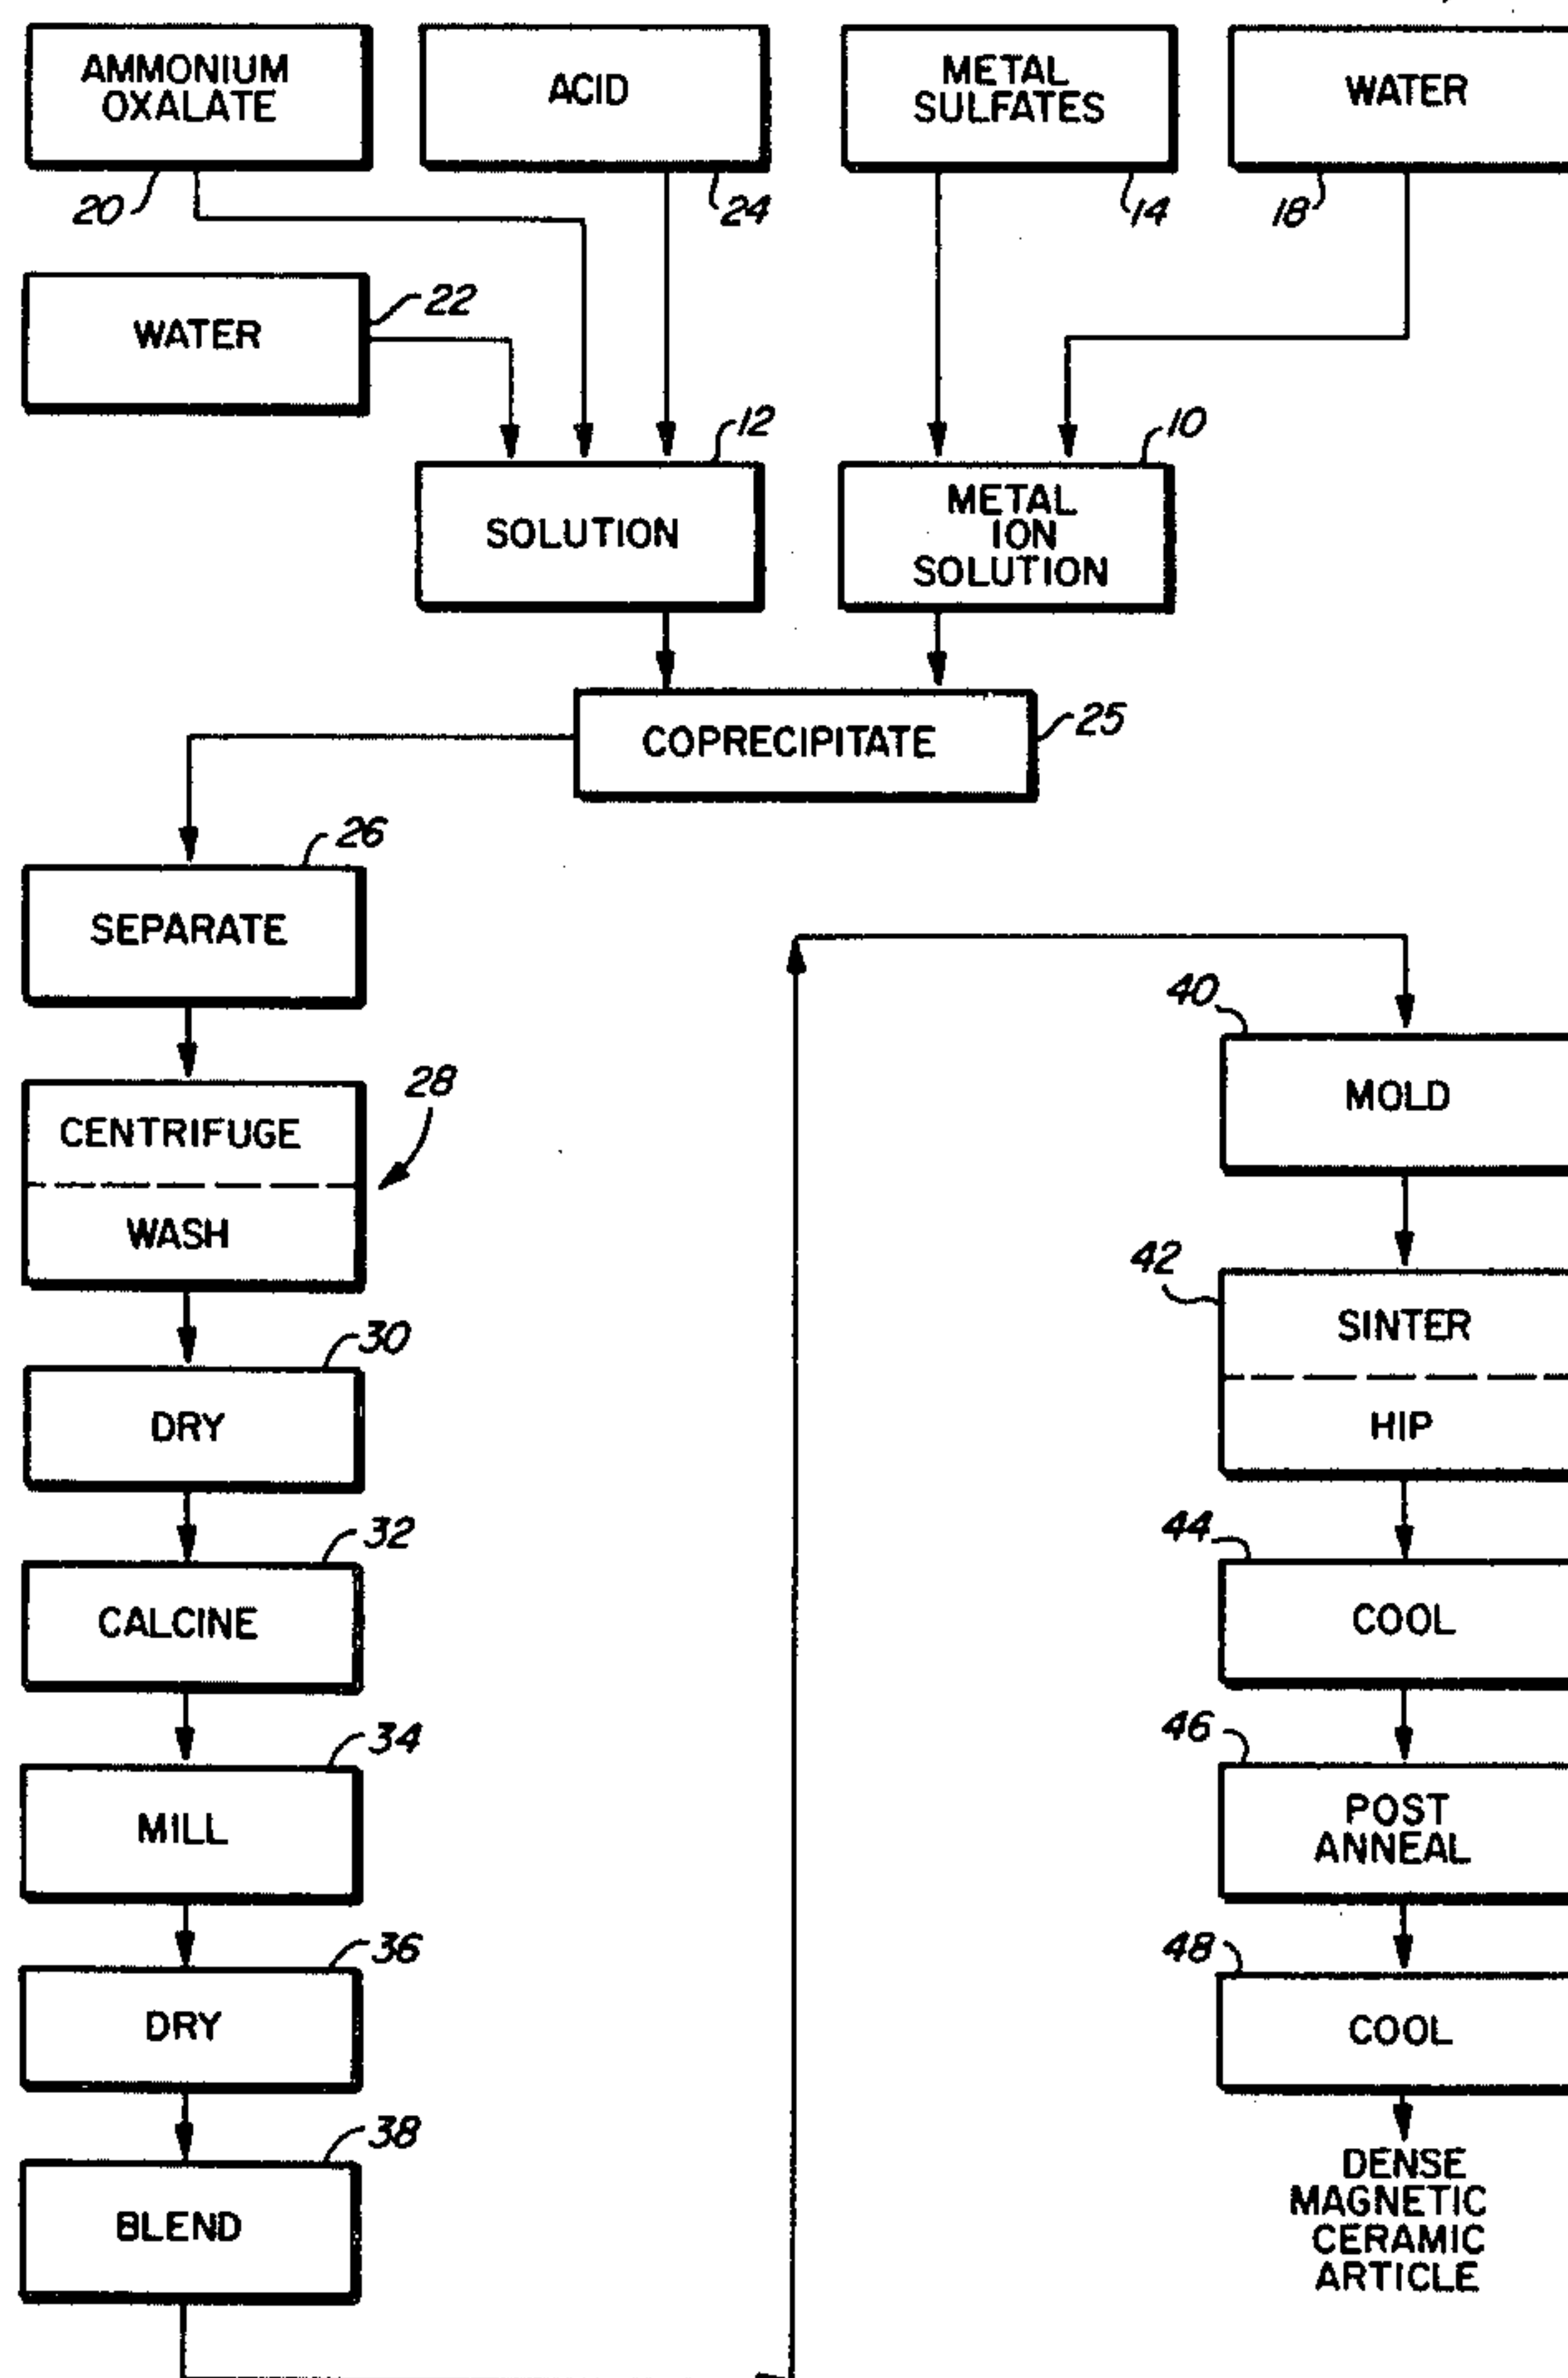 AMMONIUM
OXALATE
ACID
METAL
SULFATES
WATER
20
24
14
18
WATER
22
12
10
SOLUTION
METAL
ION
SOLUTION
COPRECIPITATE
25
26
SEPARATE
CENTRIFUGE
WASH
28
30
DRY
32
CALCINE
34
MILL
36
DRY
38
BLEND
40
MOLD
42
SINTER
HIP
44
COOL
46
POST
ANNEAL
48
COOL
DENSE
MAGNETIC
CERAMIC
ARTICLE